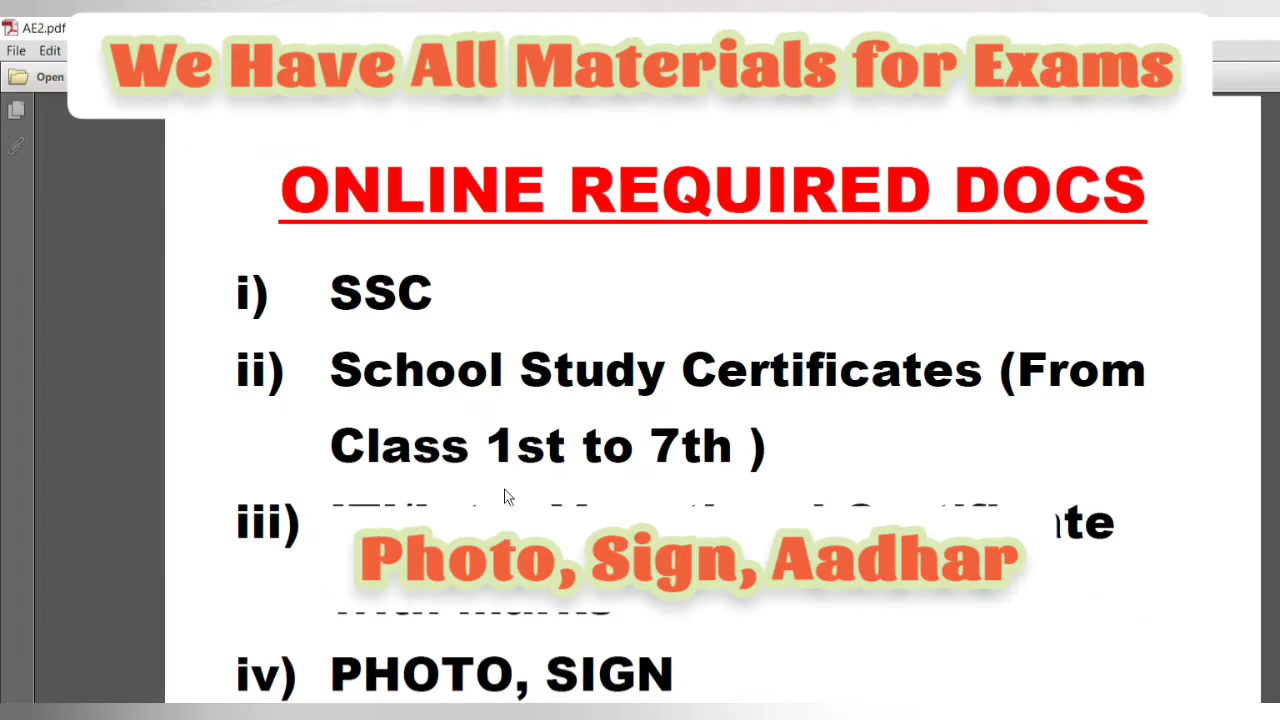 AE2.pdf
We Have All Materials for Exams
File Edit
Open
ONLINE REQUIRED DOCS
i) SSC
ii) School Study Certificates (From
Class 1st to 7th )
iii)
Photo, Sign, Aadhar
iv) PHOTO, SIGN